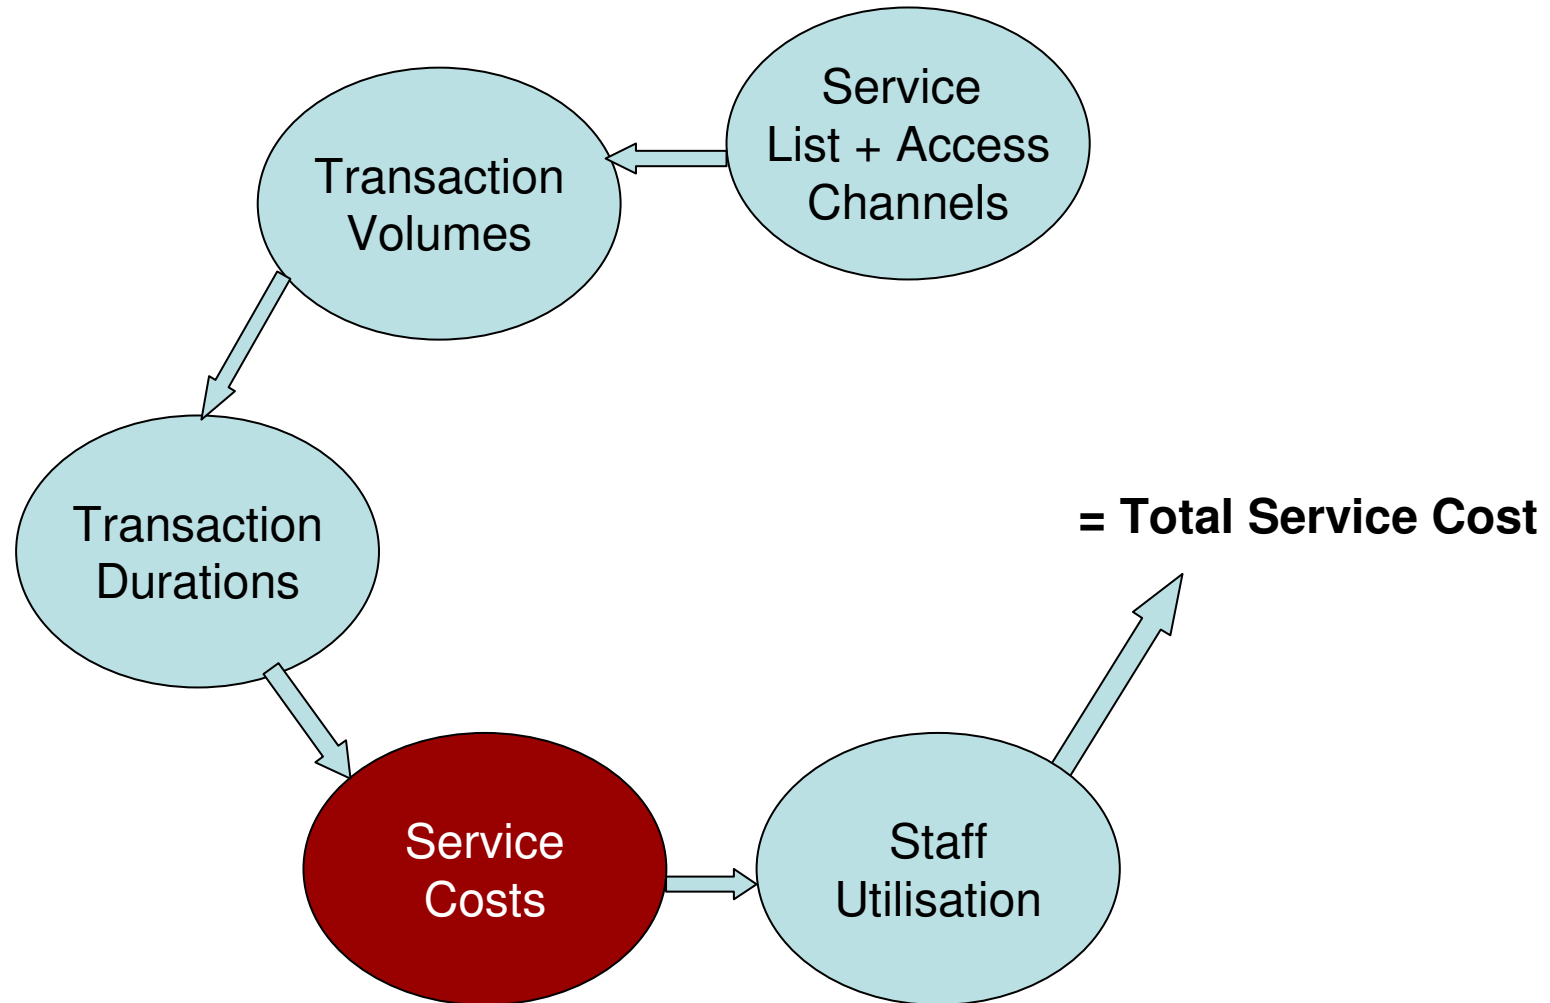 Service
List + Access
Channels
Transaction
Volumes
Transaction
Durations
Service
Costs
Staff
Utilisation
= Total Service Cost